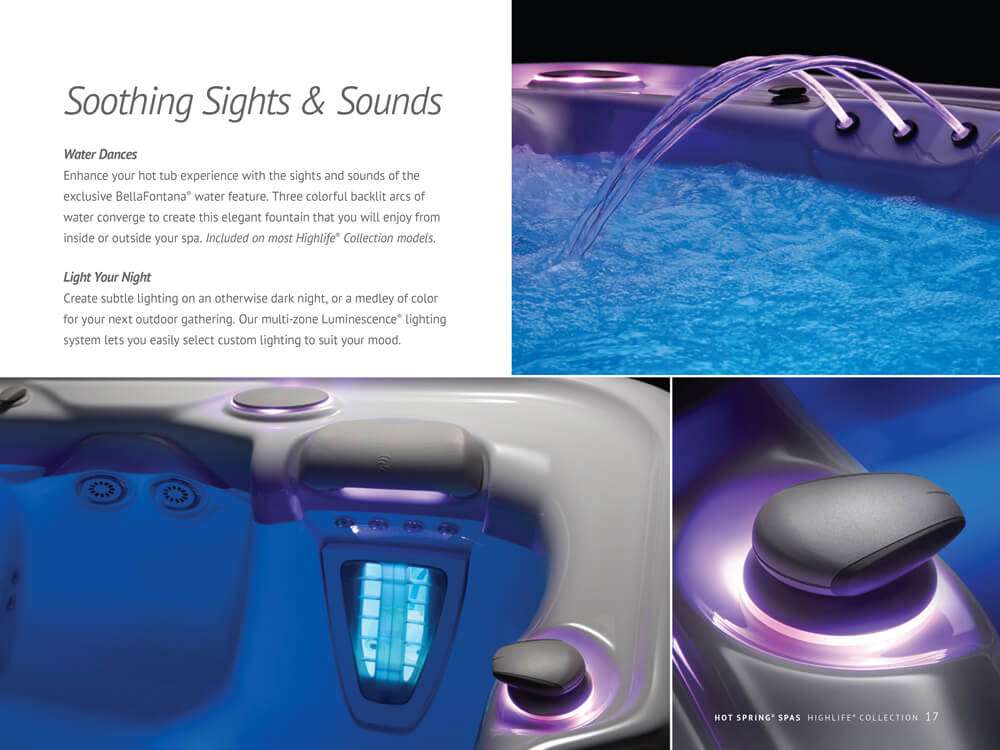 Soothing Sights & Sounds
Water Dances
Enhance your hot tub experience with the sights and sounds of the
exclusive BellaFontana® water feature. Three colorful backlit arcs of
water converge to create this elegant fountain that you will enjoy from
inside or outside your spa. Included on most Highlife® Collection models.
Light Your Night
Create subtle lighting on an otherwise dark night, or a medley of color
for your next outdoor gathering. Our multi-zone Luminescence® lighting
system lets you easily select custom lighting to suit your mood.
HOT SPRING® SPAS HIGHLIFE® COLLECTION 17